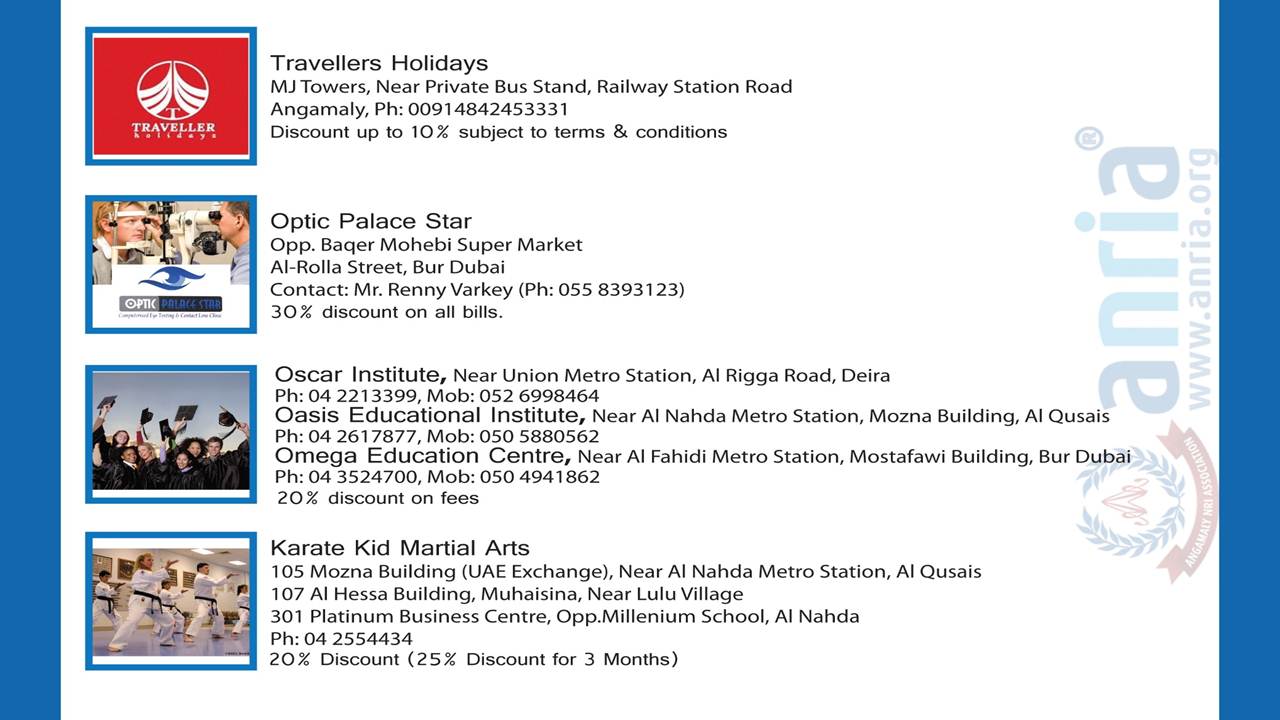 TRAVELLER
holidays
Travellers Holidays
MJ Towers, Near Private Bus Stand, Railway Station Road
Angamaly, Ph: 00914842453331
Discount up to 10% subject to terms & conditions
OPTIC PALACE STAR
Computerised Eye Testing & Contact Lens Clinic
Optic Palace Star
Opp. Baqer Mohebi Super Market
Al-Rolla Street, Bur Dubai
Contact: Mr. Renny Varkey (Ph: 055 8393123)
30% discount on all bills.
Oscar Institute, Near Union Metro Station, Al Rigga Road, Deira
Ph: 04 2213399, Mob: 052 6998464
Oasis Educational Institute, Near Al Nahda Metro Station, Mozna Building, Al Qusais
Ph: 04 2617877, Mob: 050 5880562
Omega Education Centre, Near Al Fahidi Metro Station, Mostafawi Building, Bur Dubai
Ph: 04 3524700, Mob: 050 4941862
20% discount on fees
Karate Kid Martial Arts
105 Mozna Building (UAE Exchange), Near Al Nahda Metro Station, Al Qusais
107 Al Hessa Building, Muhaisina, Near Lulu Village
301 Platinum Business Centre, Opp.Millenium School, Al Nahda
Ph: 04 2554434
20% Discount (25% Discount for 3 Months)
anria®
www.anria.org
ANGAMALY NRI ASSOCIATION